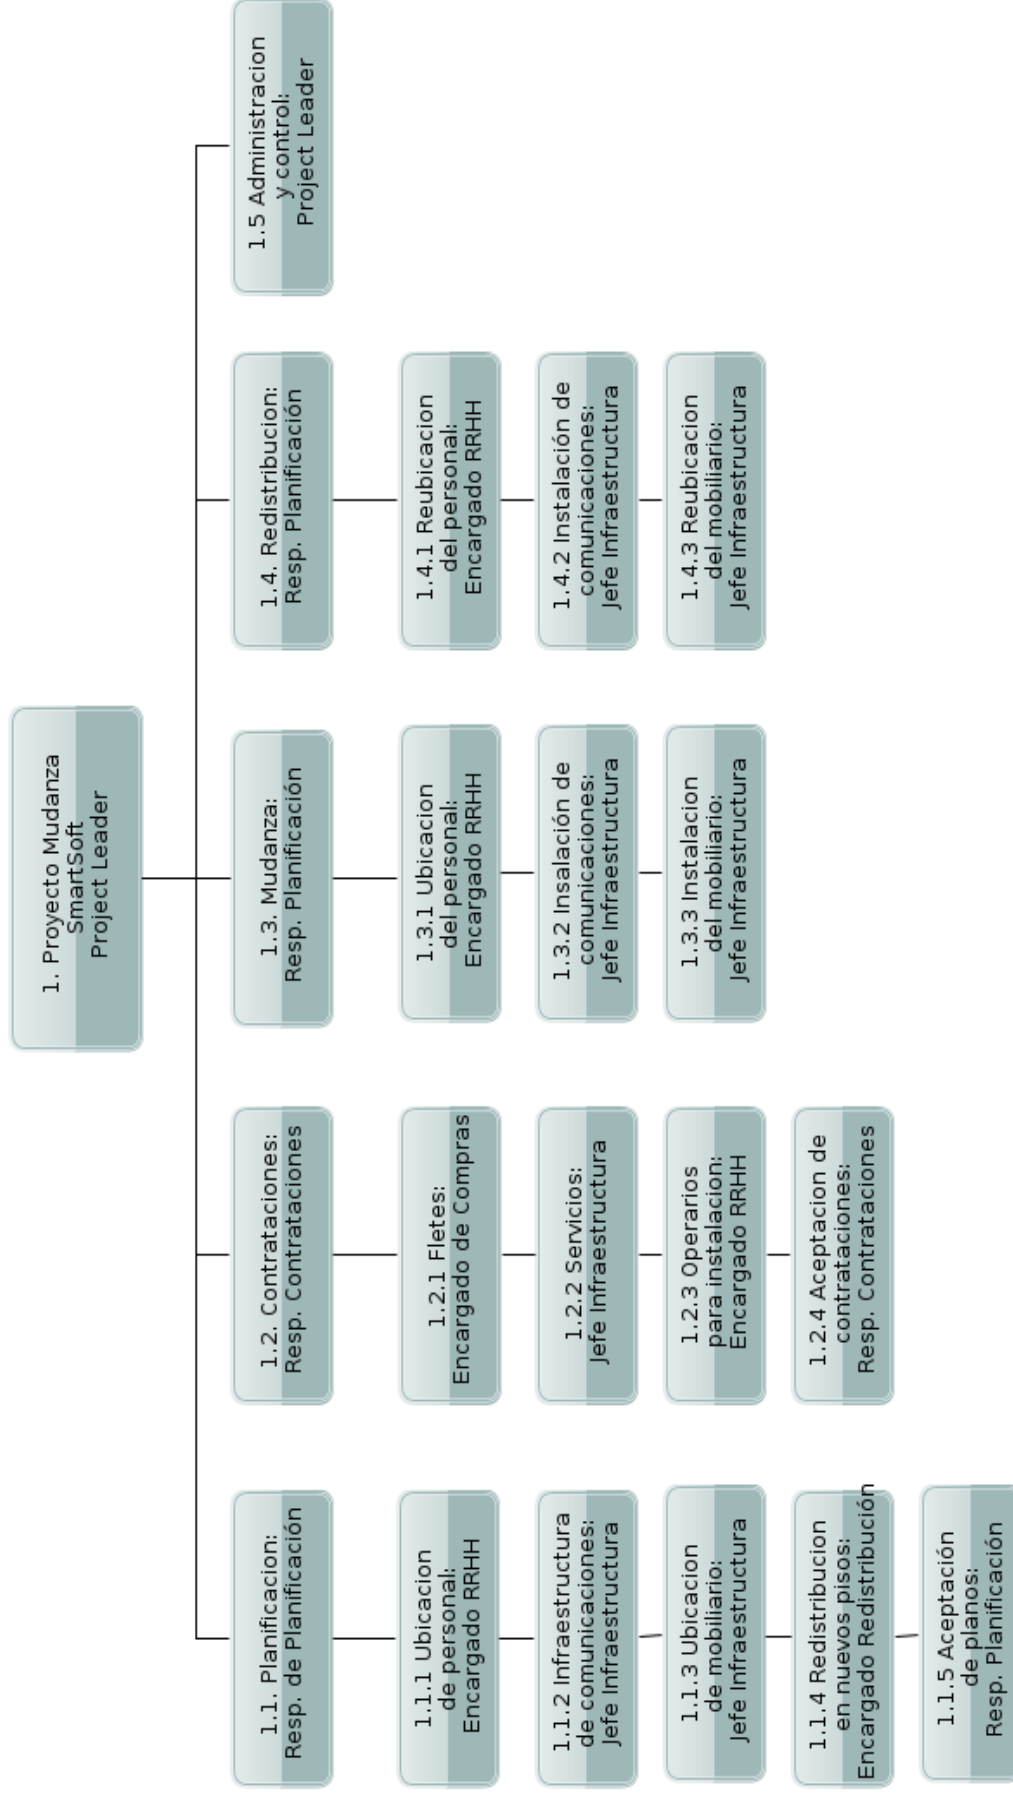 1. Proyecto Mudanza
SmartSoft
Project Leader
1.1. Planificacion:
Resp. de Planificación
1.1.1 Ubicacion
de personal:
Encargado RRHH
1.1.2 Infraestructura
de comunicaciones:
Jefe Infraestructura
1.1.3 Ubicacion
de mobiliario:
Jefe Infraestructura
1.1.4 Redistribucion
en nuevos pisos:
Encargado Redistribución
1.1.5 Aceptación
de planos:
Resp. Planificación
1.2. Contrataciones:
Resp. Contrataciones
1.2.1 Fletes:
Encargado de Compras
1.2.2 Servicios:
Jefe Infraestructura
1.2.3 Operarios
para instalacion:
Encargado RRHH
1.2.4 Aceptacion de
contrataciones:
Resp. Contrataciones
1.3. Mudanza:
Resp. Planificación
1.3.1 Ubicacion
del personal:
Encargado RRHH
1.3.2 Insalación de
comunicaciones:
Jefe Infraestructura
1.3.3 Instalacion
del mobiliario:
Jefe Infraestructura
1.4. Redistribucion:
Resp. Planificación
1.4.1 Reubicacion
del personal:
Encargado RRHH
1.4.2 Instalación de
comunicaciones:
Jefe Infraestructura
1.4.3 Reubicacion
del mobiliario:
Jefe Infraestructura
1.5 Administracion
y control:
Project Leader